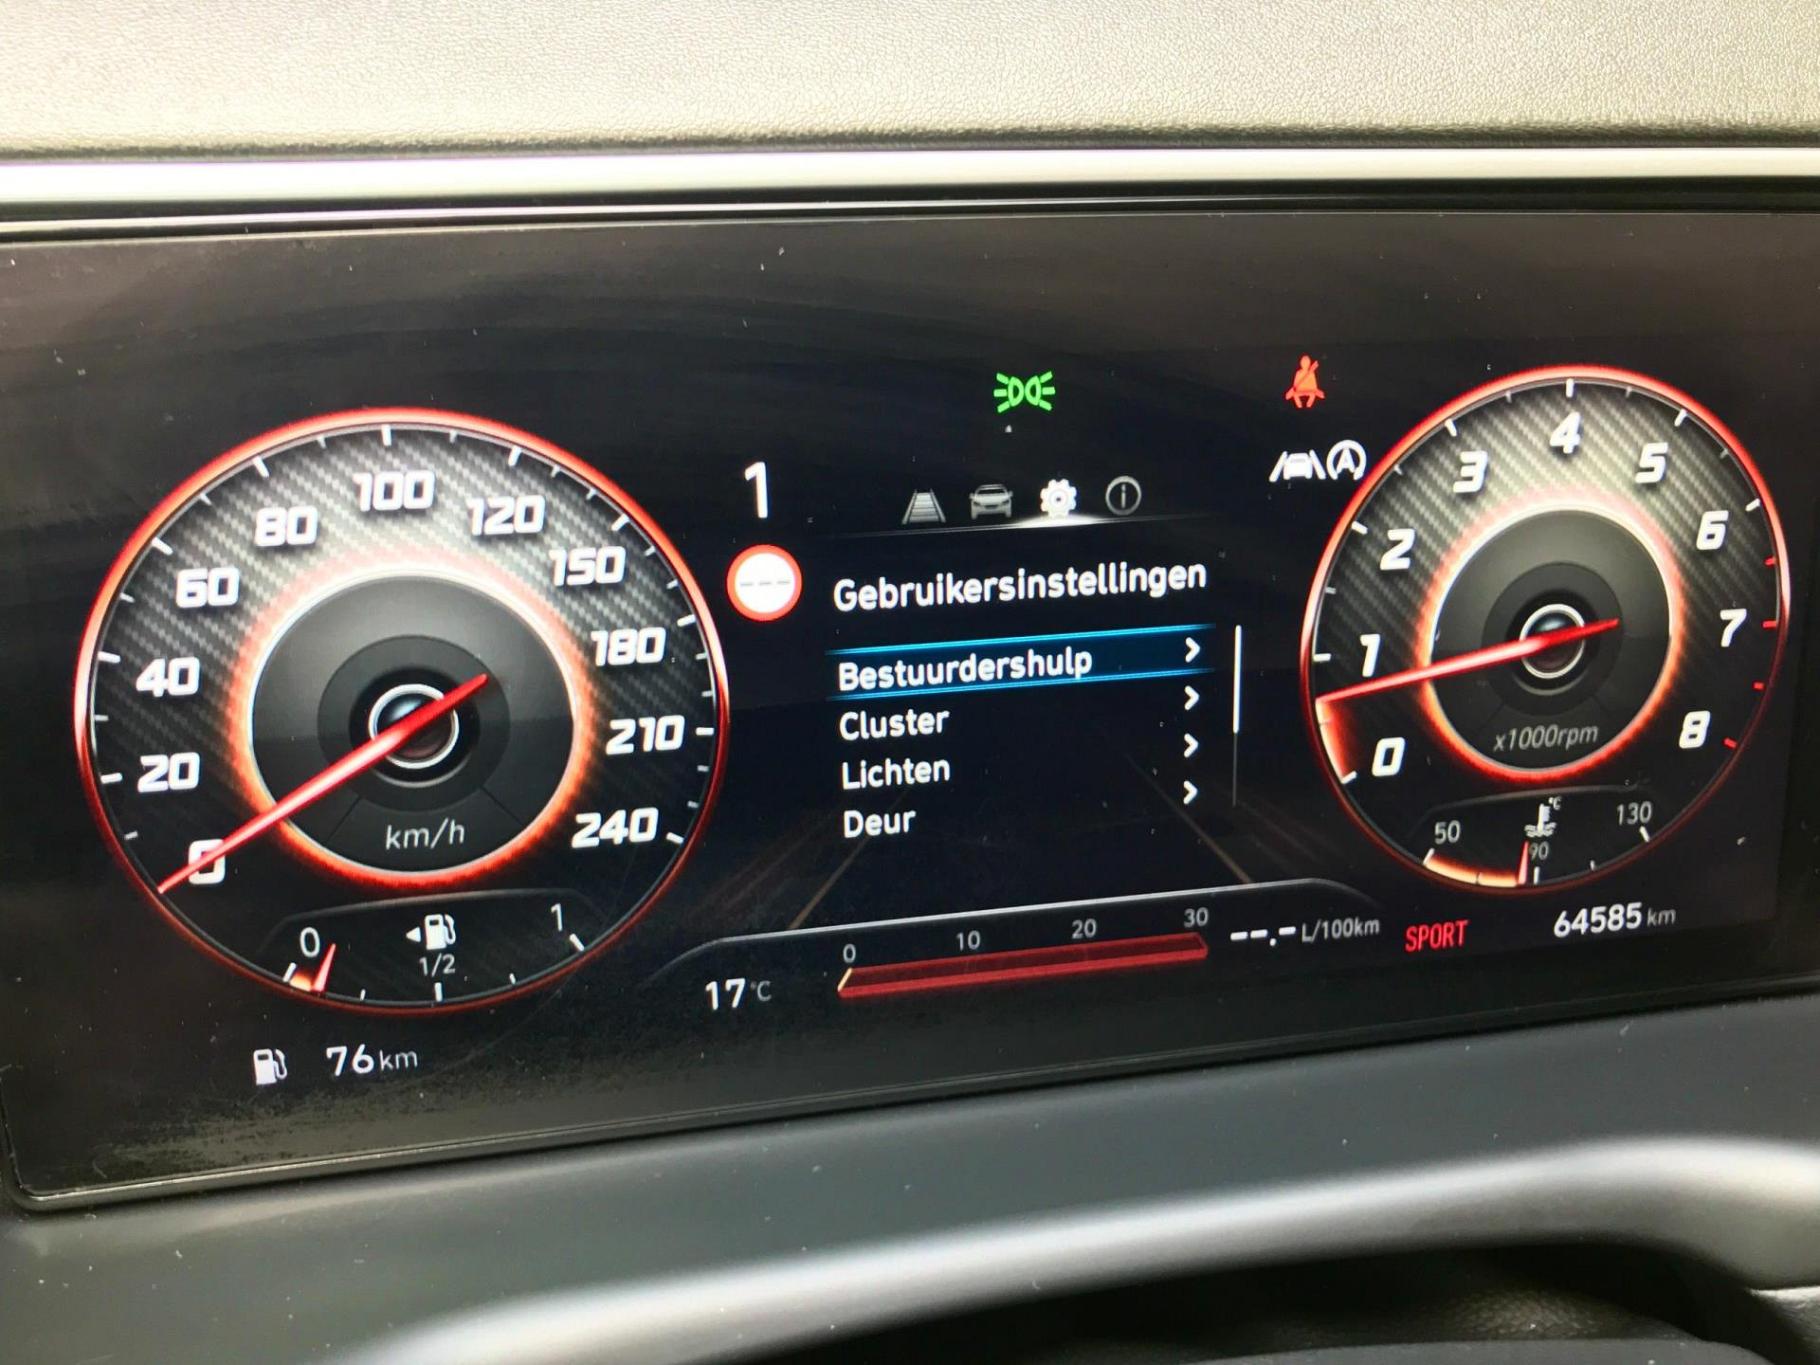 0
20
40
60
80
100
120
150
180
210
240
km/h
0
1/2
1
76 km
1
---
Gebruikersinstellingen
Bestuurdershulp
Cluster
Lichten
Deur
17°C
0 10 20 30
--.- L/100km
A
SPORT
64585 km
0
1
2
3
4
5
6
7
8
x1000rpm
50
°C
90
130